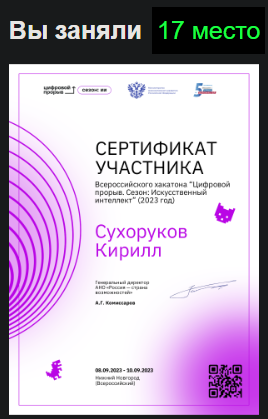 Вы заняли 17 место
цифровой прорыв сезон: ии
СЕРТИФИКАТ
УЧАСТНИКА
Всероссийского хакатона "Цифровой
прорыв. Сезон: Искусственный
интеллект" (2023 год)
Сухоруков
Кирилл
Генеральный директор
АНО «Россия — страна
возможностей»
А.Г. Комиссаров
08.09.2023 - 10.09.2023
Нижний Новгород
(Всероссийский)